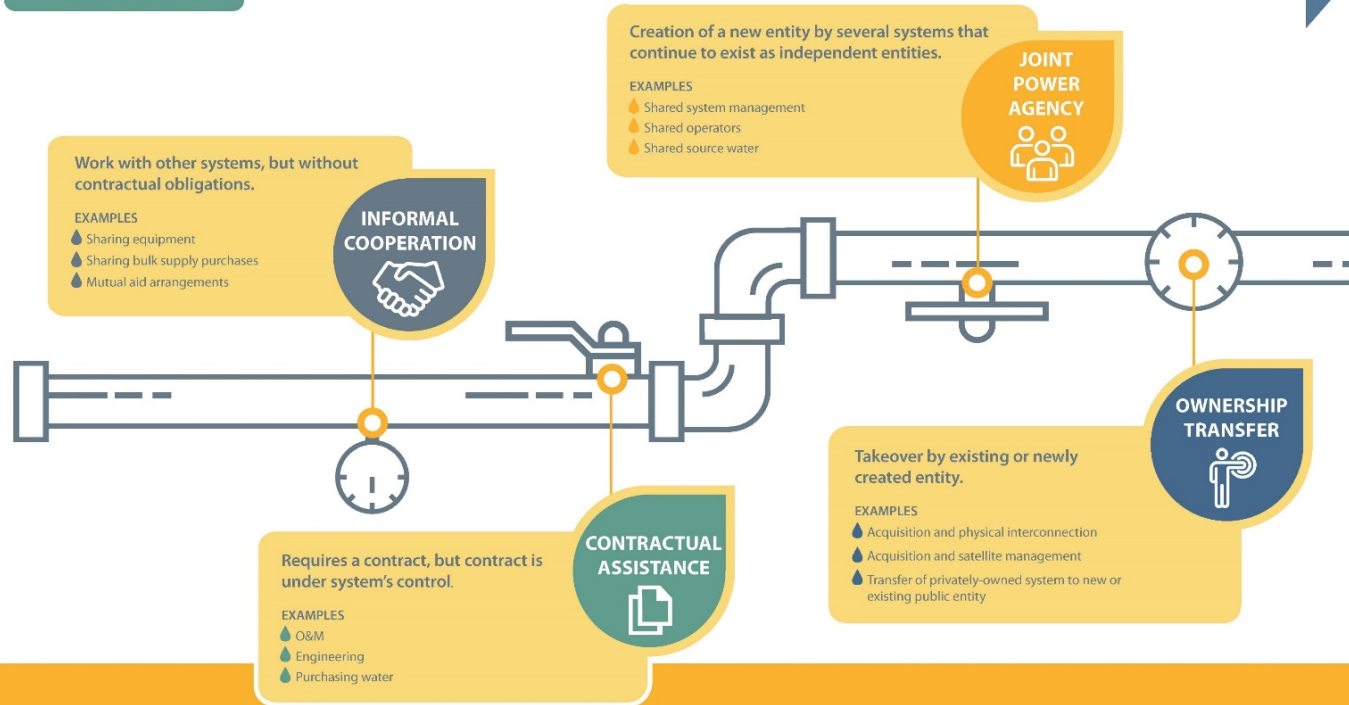 Work with other systems, but without
contractual obligations.
EXAMPLES
Sharing equipment
Sharing bulk supply purchases
Mutual aid arrangements
INFORMAL
COOPERATION
Requires a contract, but contract is
under system’s control.
EXAMPLES
O&M
Engineering
Purchasing water
CONTRACTUAL
ASSISTANCE
Creation of a new entity by several systems that
continue to exist as independent entities.
EXAMPLES
Shared system management
Shared operators
Shared source water
JOINT
POWER
AGENCY
Takeover by existing or newly
created entity.
EXAMPLES
Acquisition and physical interconnection
Acquisition and satellite management
Transfer of privately-owned system to new or
existing public entity
OWNERSHIP
TRANSFER